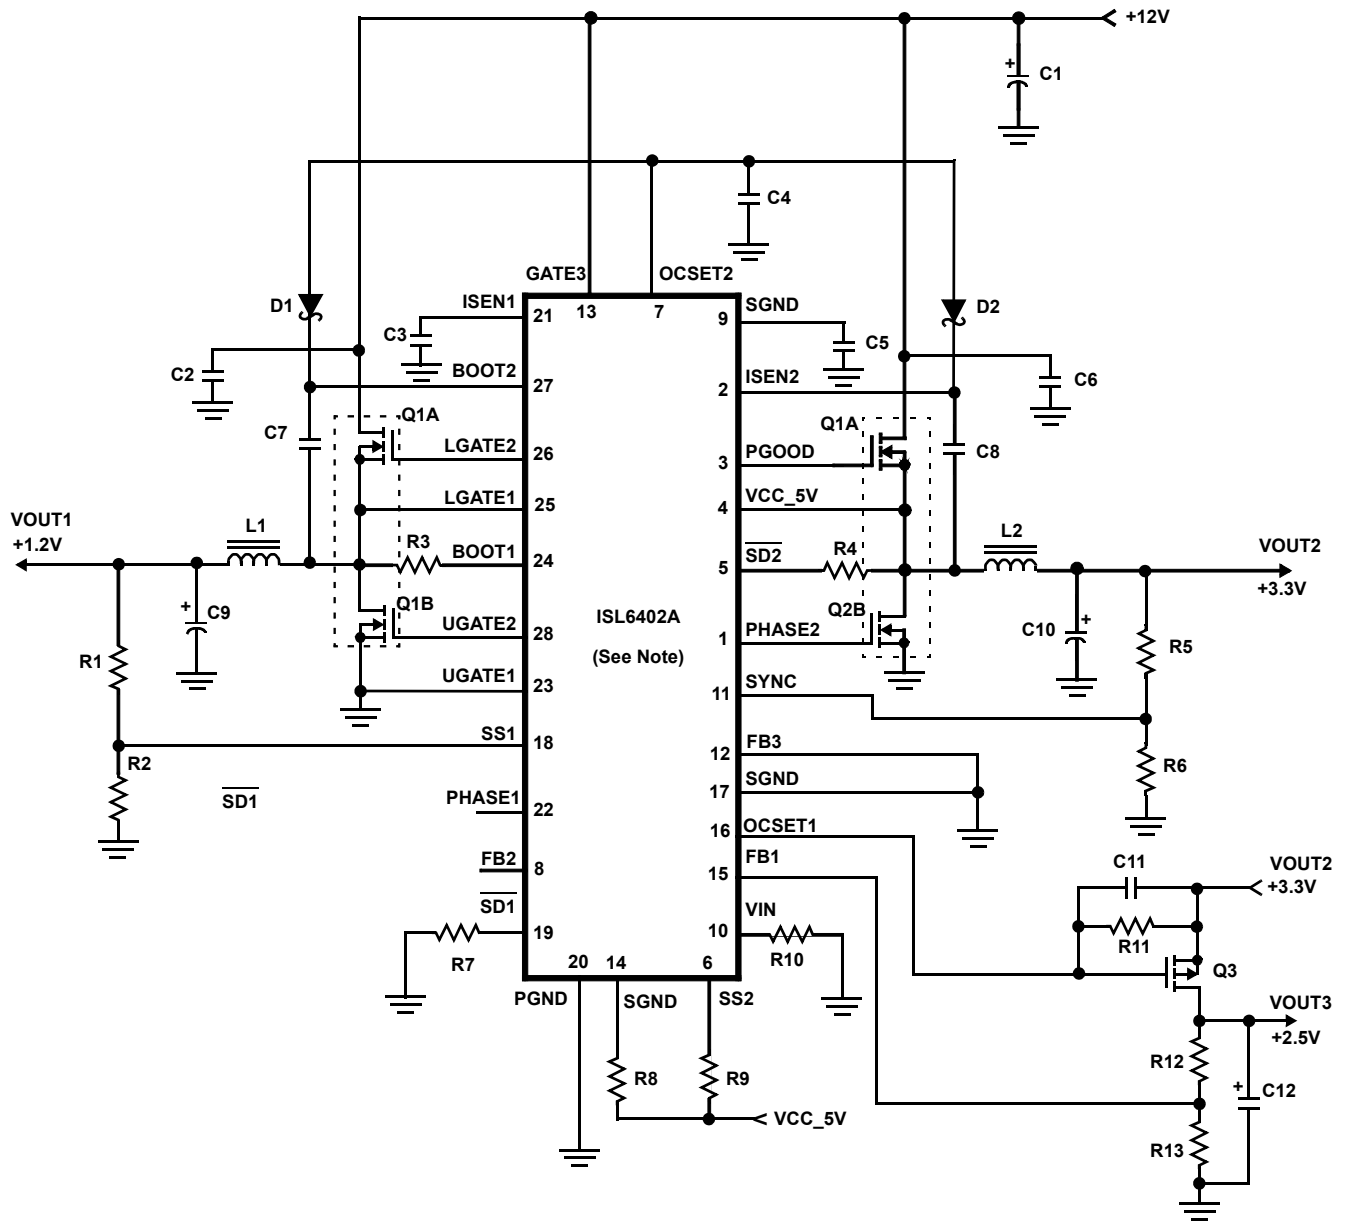 +12V
+
C1
C4
GATE3
OCSET2
13
7
D1
ISEN1
21
C3
C2
BOOT2
27
C7
Q1A
LGATE2
26
LGATE1
25
VOUT1
+1.2V
L1
R3
BOOT1
24
+
C9
Q1B
UGATE2
28
R1
UGATE1
23
SS1
18
R2
SD1
PHASE1
22
FB2
8
SD1
19
R7
ISL6402A
(See Note)
9
SGND
C5
D2
2
ISEN2
C6
Q1A
3
PGOOD
C8
4
VCC_5V
5
SD2
R4
L2
VOUT2
+3.3V
Q2B
1
PHASE2
C10
+
R5
11
SYNC
12
FB3
R6
17
SGND
16
OCSET1
15
FB1
10
VIN
R10
C11
VOUT2
+3.3V
R11
Q3
VOUT3
+2.5V
R12
+
C12
R13
20
14
6
PGND
SGND
SS2
R8
R9
VCC_5V